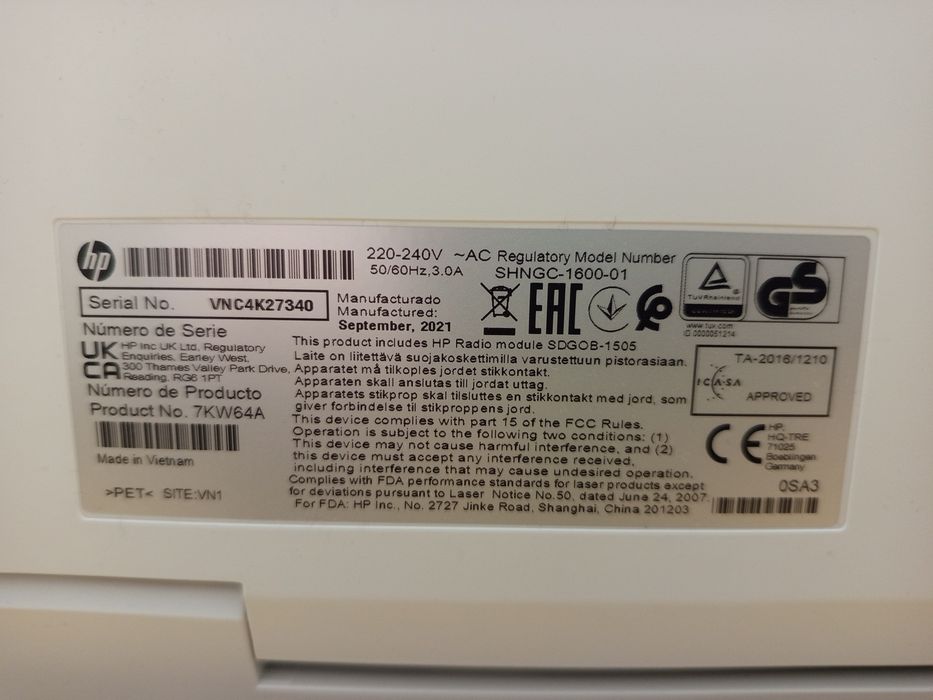 hp
220-240V ~AC Regulatory Model Number
50/60Hz,3.0A SHNGC-1600-01
Serial No. VNC4K27340
Número de Serie
Manufacturado
Manufactured:
September, 2021
EAC
TUVRheinland
CERTIFIED
GS
www.tuv.com
ID 0000051214
UK
CA
HP Inc UK Ltd, Regulatory
Enquiries, Earley West,
300 Thames Valley Park Drive,
Reading, RG6 1PT
Número de Producto
Product No. 7KW64A
Made in Vietnam
>PET< SITE:VN1
This product includes HP Radio module SDGOB-1505
Laite on liitettävä suojakoskettimilla varustettuun pistorasiaan.
Apparatet må tilkoples jordet stikkontakt.
Apparaten skall anslutas till jordat uttag.
Apparatets stikprop skal tilsluttes en stikkontakt med jord, som
giver forbindelse til stikproppens jord.
This device complies with part 15 of the FCC Rules.
Operation is subject to the following two conditions: (1)
This device may not cause harmful interference, and (2)
this device must accept any interference received,
including interference that may cause undesired operation.
Complies with FDA performance standards for laser products except
for deviations pursuant to Laser Notice No.50, dated June 24, 2007.
For FDA: HP Inc., No. 2727 Jinke Road, Shanghai, China 201203
TA-2016/1210
ICASA
APPROVED
CE
HP,
HQ-TRE
71025
Boeblingen
Germany
0SA3